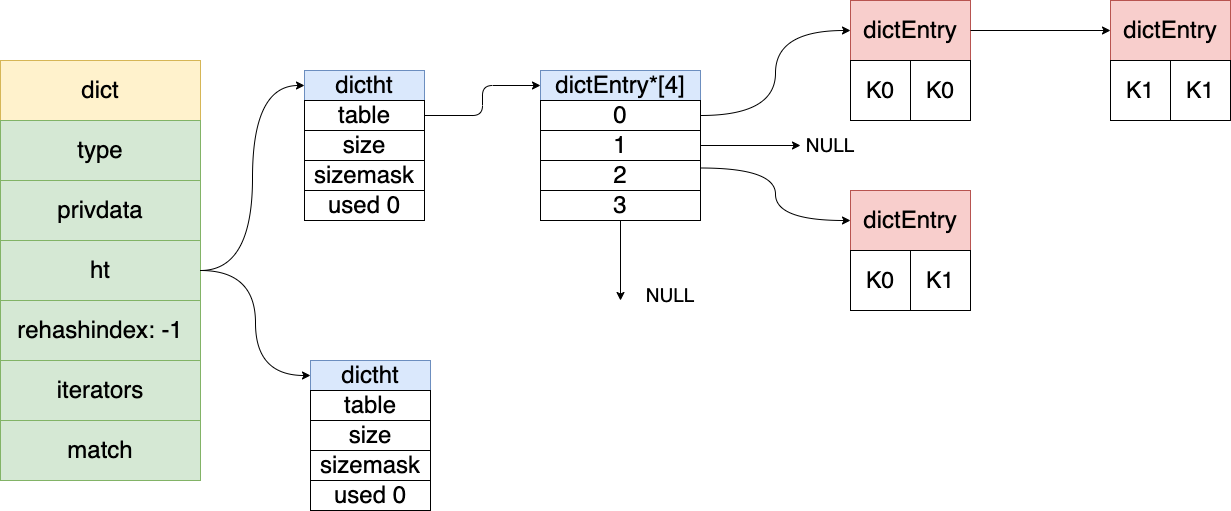 dict
type
privdata
ht
rehashindex: -1
iterators
match
dictht
table
size
sizemask
used 0
dictht
table
size
sizemask
used 0
dictEntry*[4]
0
1
2
3
NULL
NULL
dictEntry
K0 K0
dictEntry
K1 K1
dictEntry
K0 K1